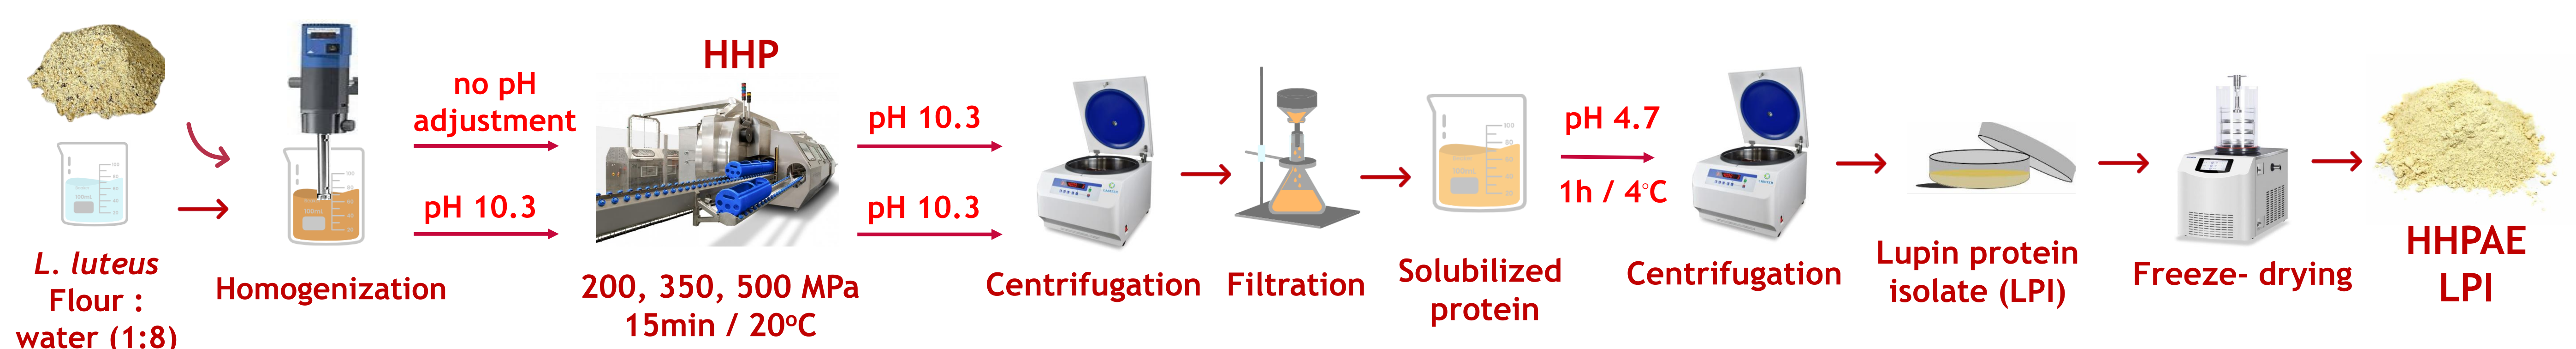 L. luteus
Flour :
water (1:8)
Homogenization
no pH
adjustment
pH 10.3
HHP
200, 350, 500 MPa
15min / 20ºC
pH 10.3
pH 10.3
Centrifugation
Filtration
Solubilized
protein
pH 4.7
1h / 4°C
Centrifugation
Lupin protein
isolate (LPI)
Freeze- drying
HHPAE
LPI